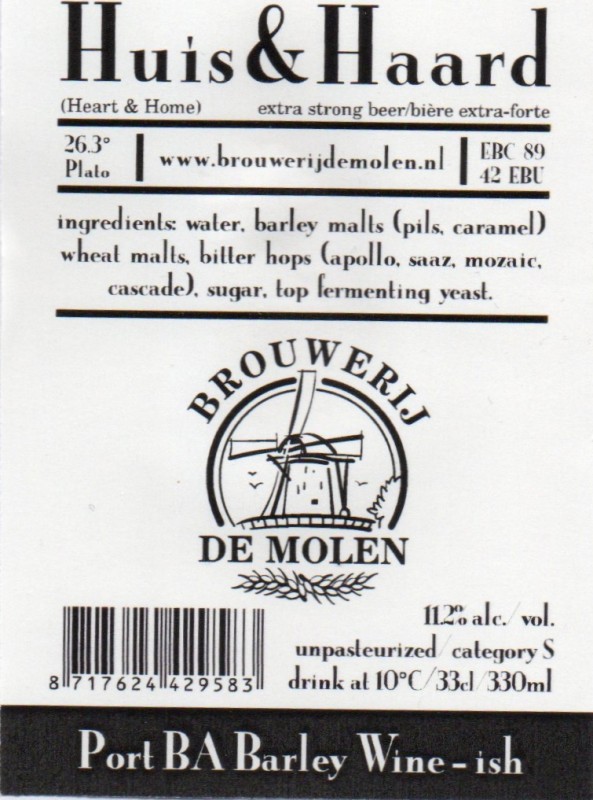 Huis & Haard
(Heart & Home) extra strong beer/bière extra-forte
26.3° Plato
www.brouwerijdemolen.nl
EBC 89
42 EBU
ingredients: water, barley malts (pils, caramel)
wheat malts, bitter hops (apollo, saaz, mozaic,
cascade), sugar, top fermenting yeast.
BROUWERIJ
DE MOLEN
11.2% alc./vol.
unpasteurized/category S
drink at 10°C/33cl/330ml
8 717624 429583
Port BA Barley Wine-ish